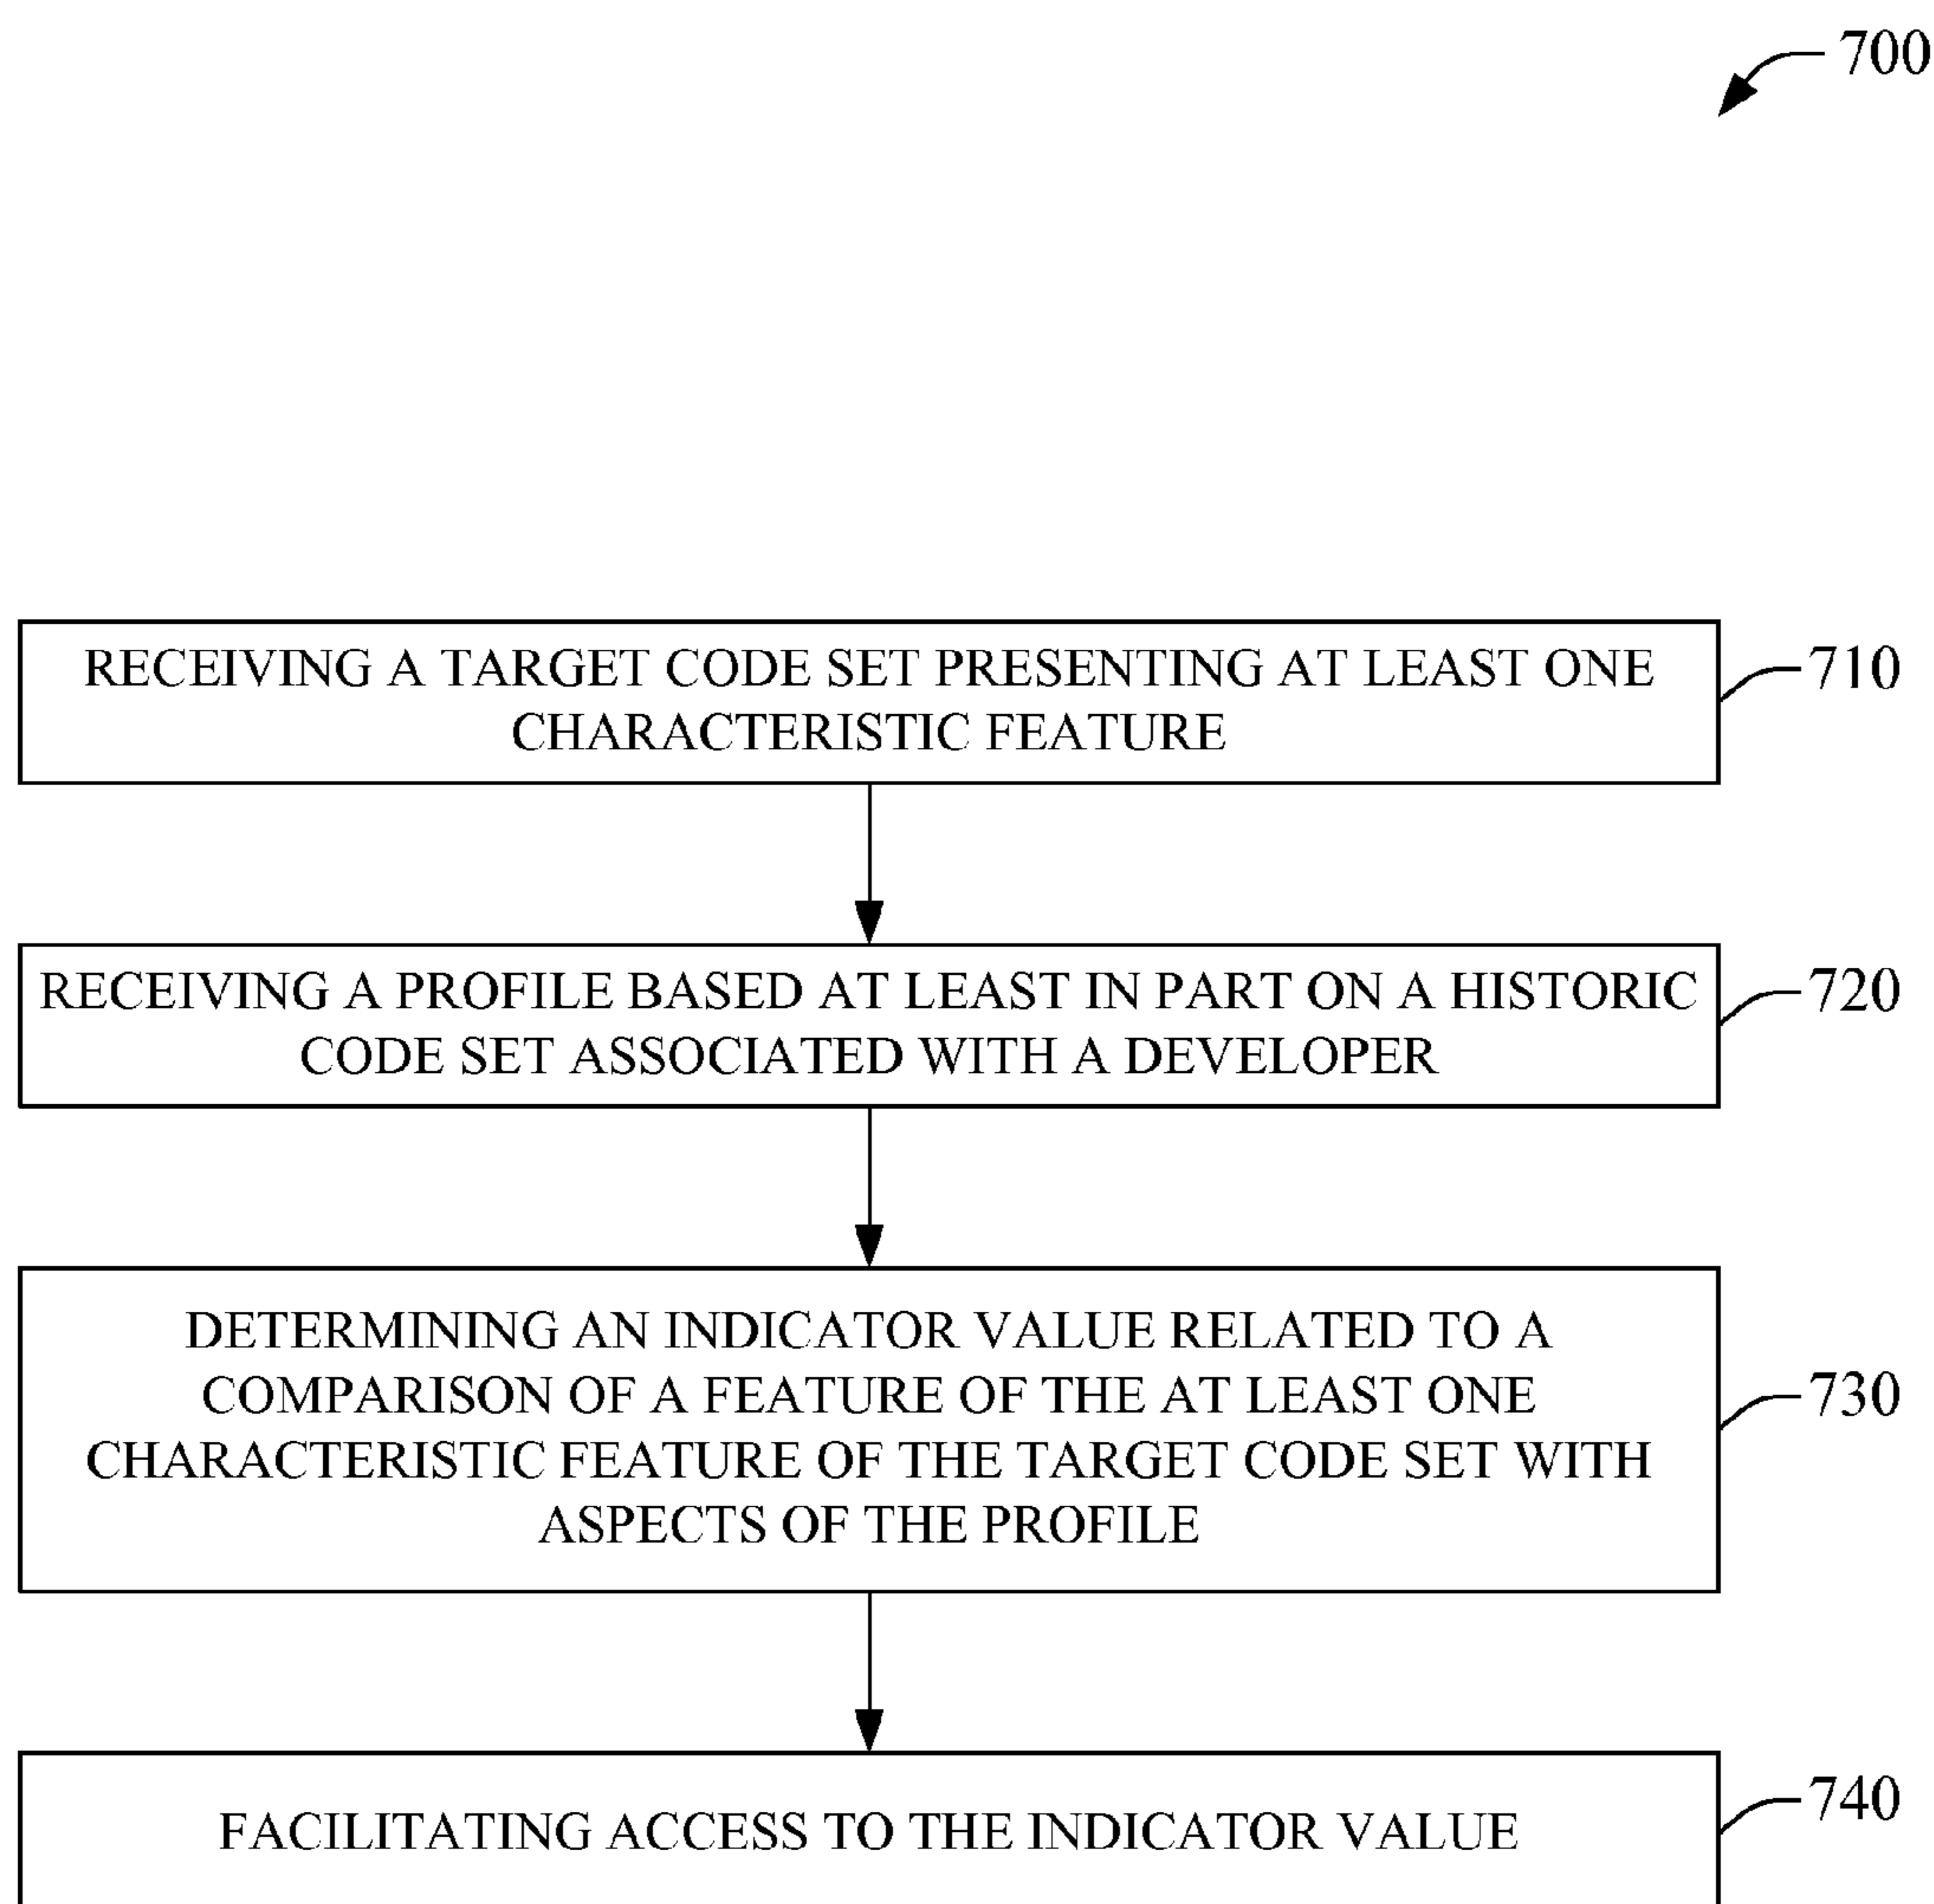 700
RECEIVING A TARGET CODE SET PRESENTING AT LEAST ONE
CHARACTERISTIC FEATURE
710
RECEIVING A PROFILE BASED AT LEAST IN PART ON A HISTORIC
CODE SET ASSOCIATED WITH A DEVELOPER
720
DETERMINING AN INDICATOR VALUE RELATED TO A
COMPARISON OF A FEATURE OF THE AT LEAST ONE
CHARACTERISTIC FEATURE OF THE TARGET CODE SET WITH
ASPECTS OF THE PROFILE
730
FACILITATING ACCESS TO THE INDICATOR VALUE
740